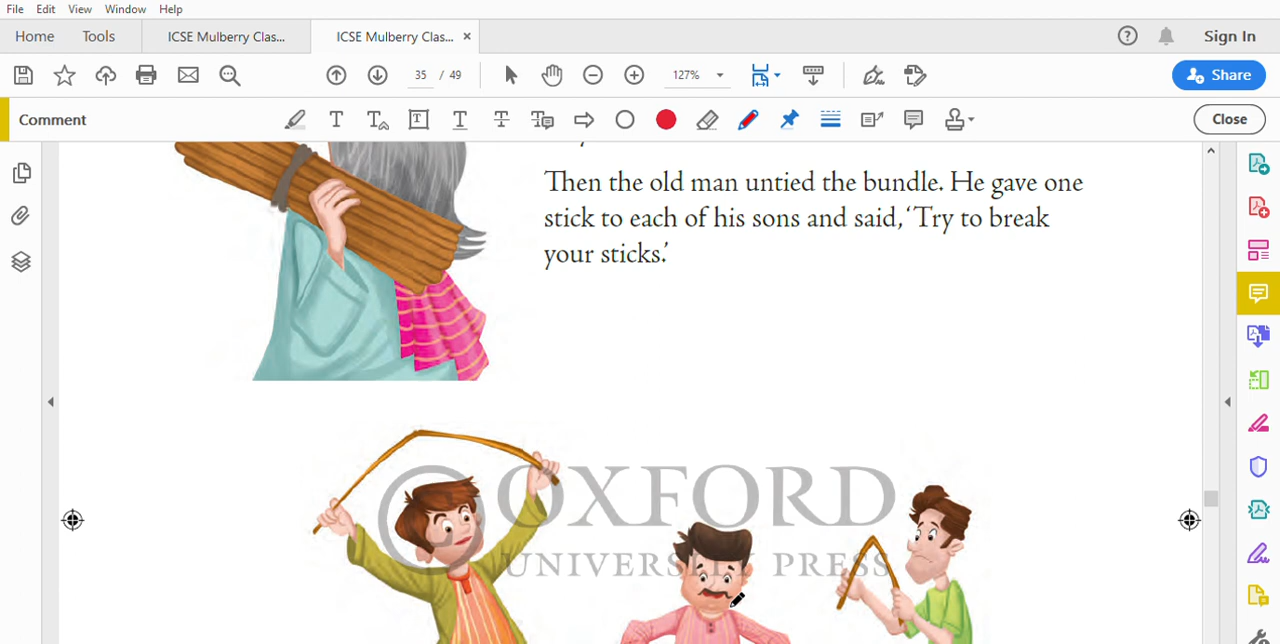 File Edit View Window Help
Home Tools ICSE Mulberry Clas... ICSE Mulberry Clas... × Sign In
35 / 49 127% Share
Comment Close
Then the old man untied the bundle. He gave one
stick to each of his sons and said, ‘Try to break
your sticks.’
© OXFORD
UNIVERSITY PRESS